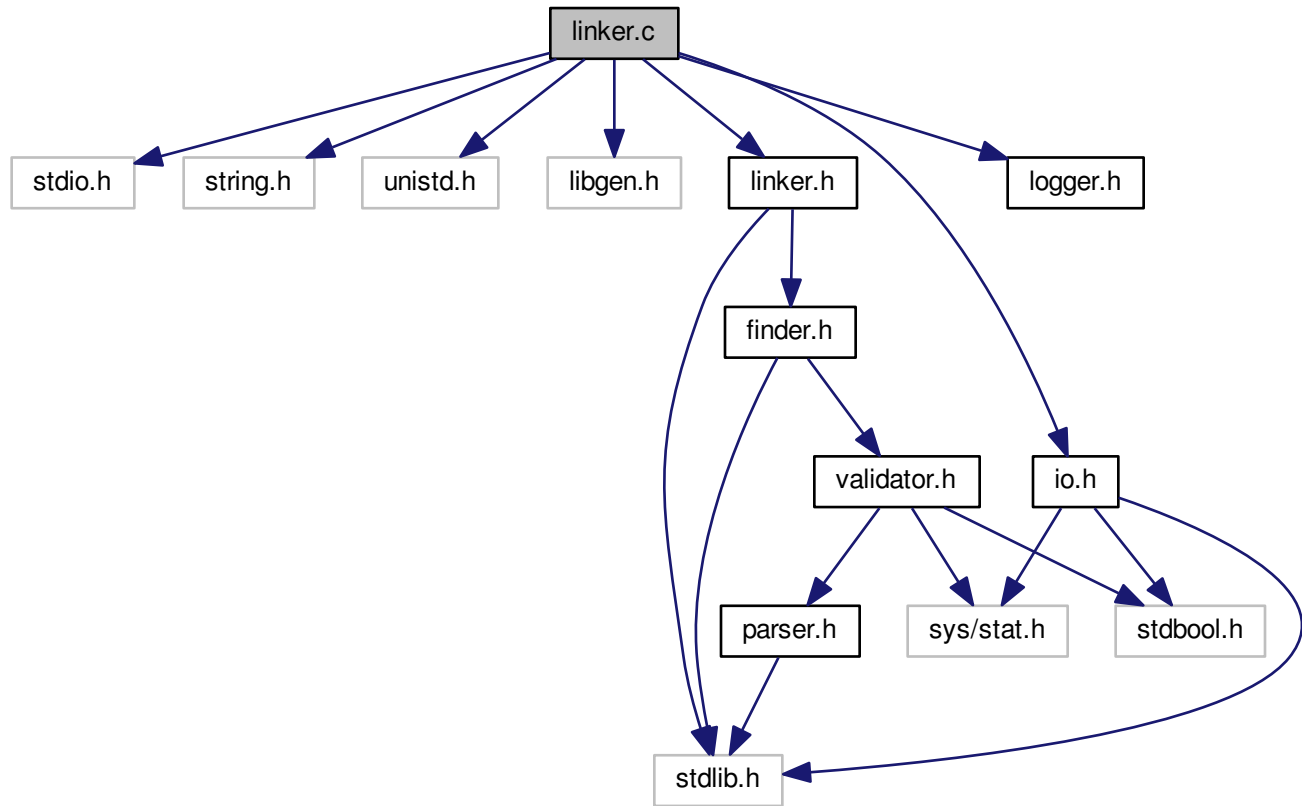 linker.c
stdio.h
string.h
unistd.h
libgen.h
linker.h
logger.h
finder.h
validator.h
io.h
parser.h
sys/stat.h
stdbool.h
stdlib.h